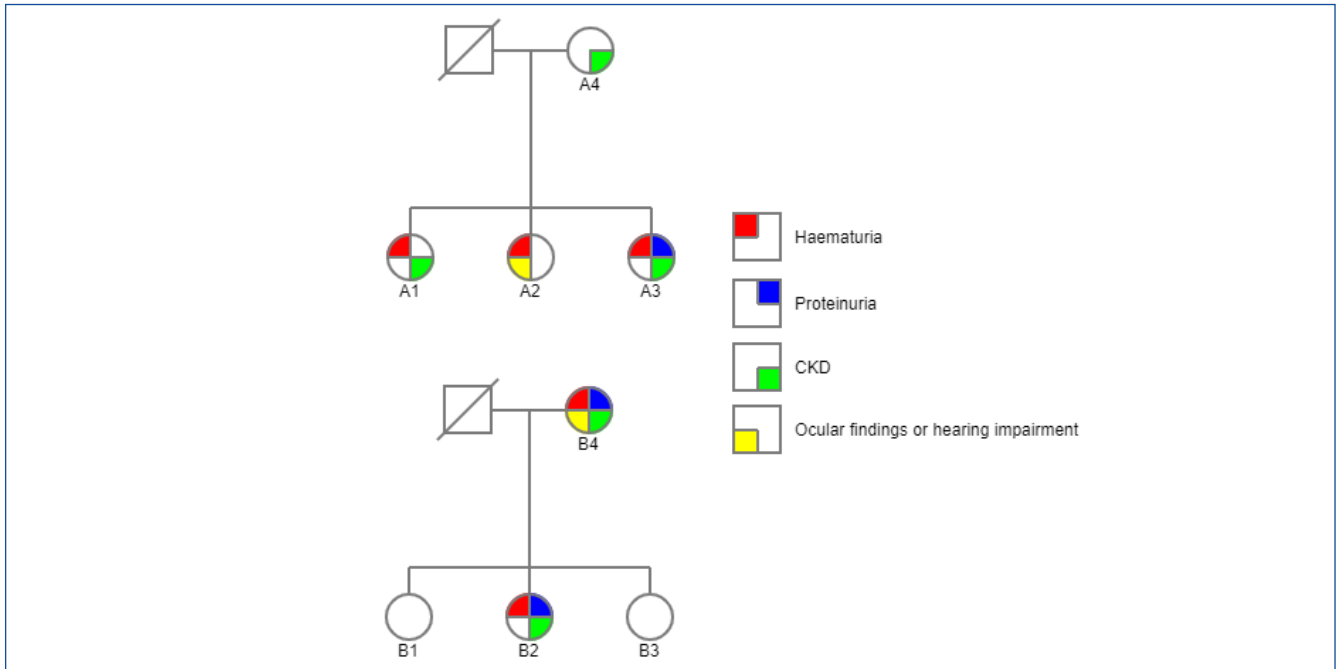 A4
A1
A2
A3
Haematuria
Proteinuria
CKD
Ocular findings or hearing impairment
B4
B1
B2
B3